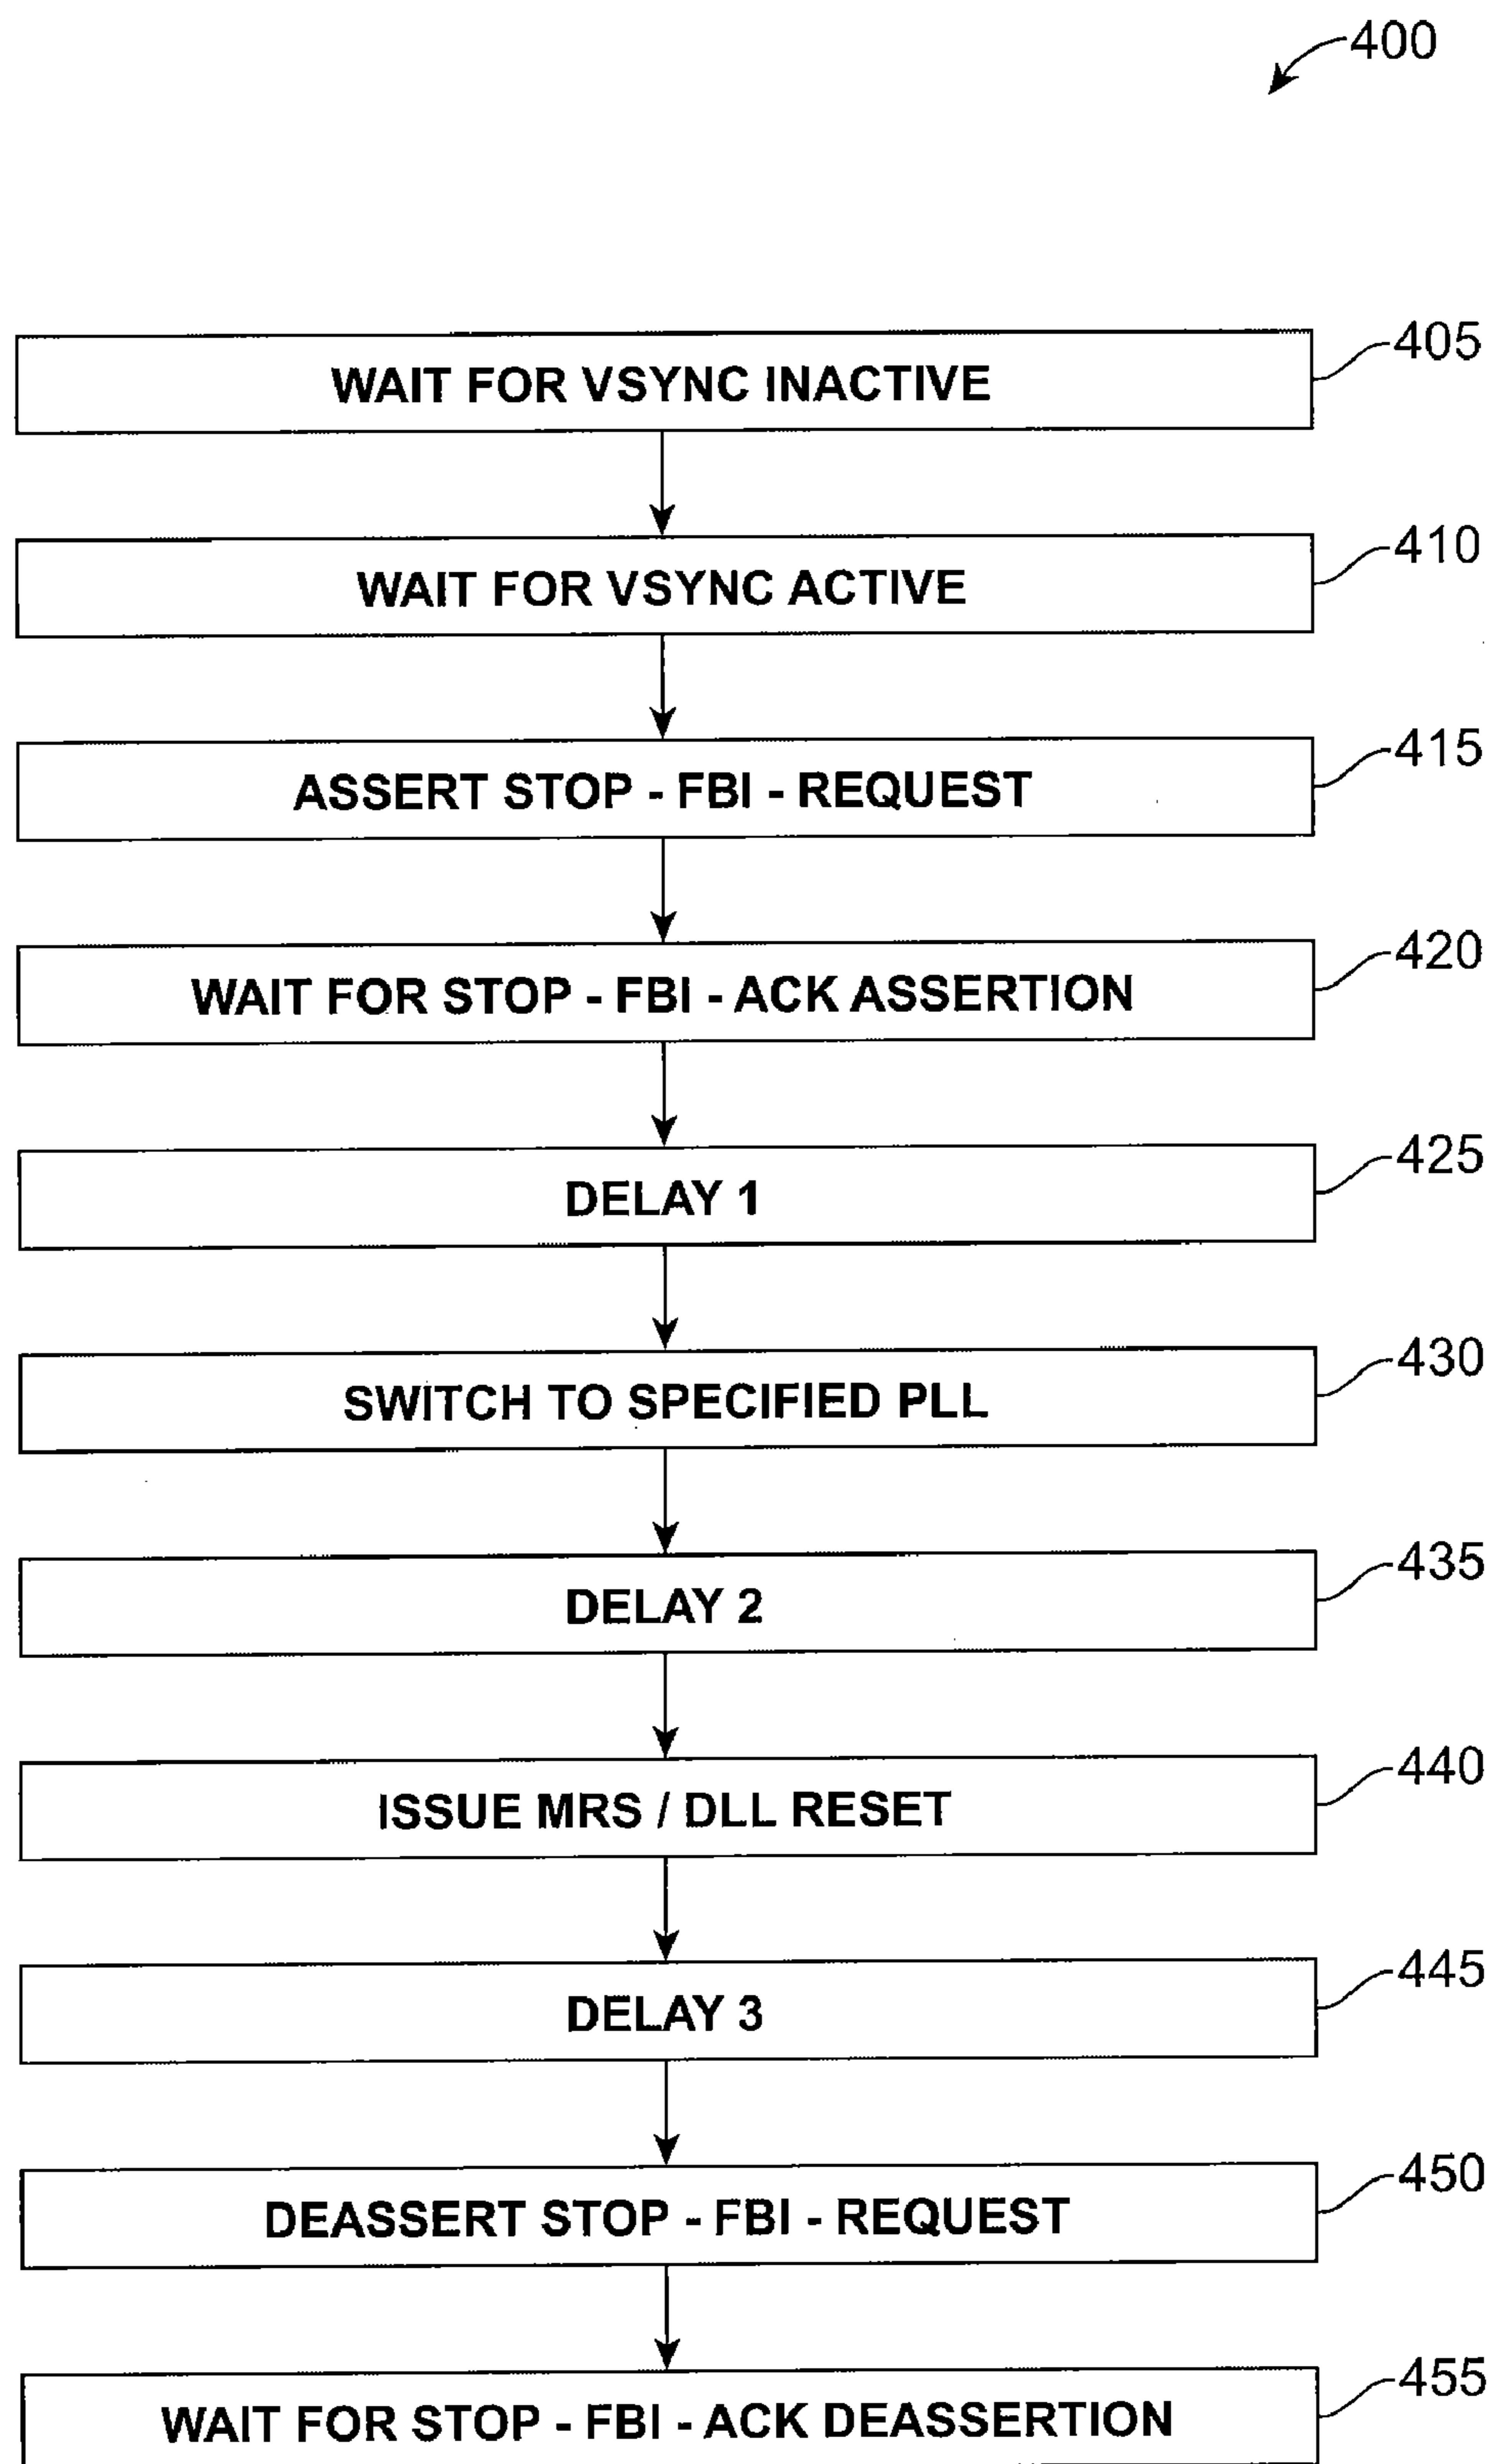 400
WAIT FOR VSYNC INACTIVE
405
WAIT FOR VSYNC ACTIVE
410
ASSERT STOP - FBI - REQUEST
415
WAIT FOR STOP - FBI - ACK ASSERTION
420
DELAY 1
425
SWITCH TO SPECIFIED PLL
430
DELAY 2
435
ISSUE MRS / DLL RESET
440
DELAY 3
445
DEASSERT STOP - FBI - REQUEST
450
WAIT FOR STOP - FBI - ACK DEASSERTION
455